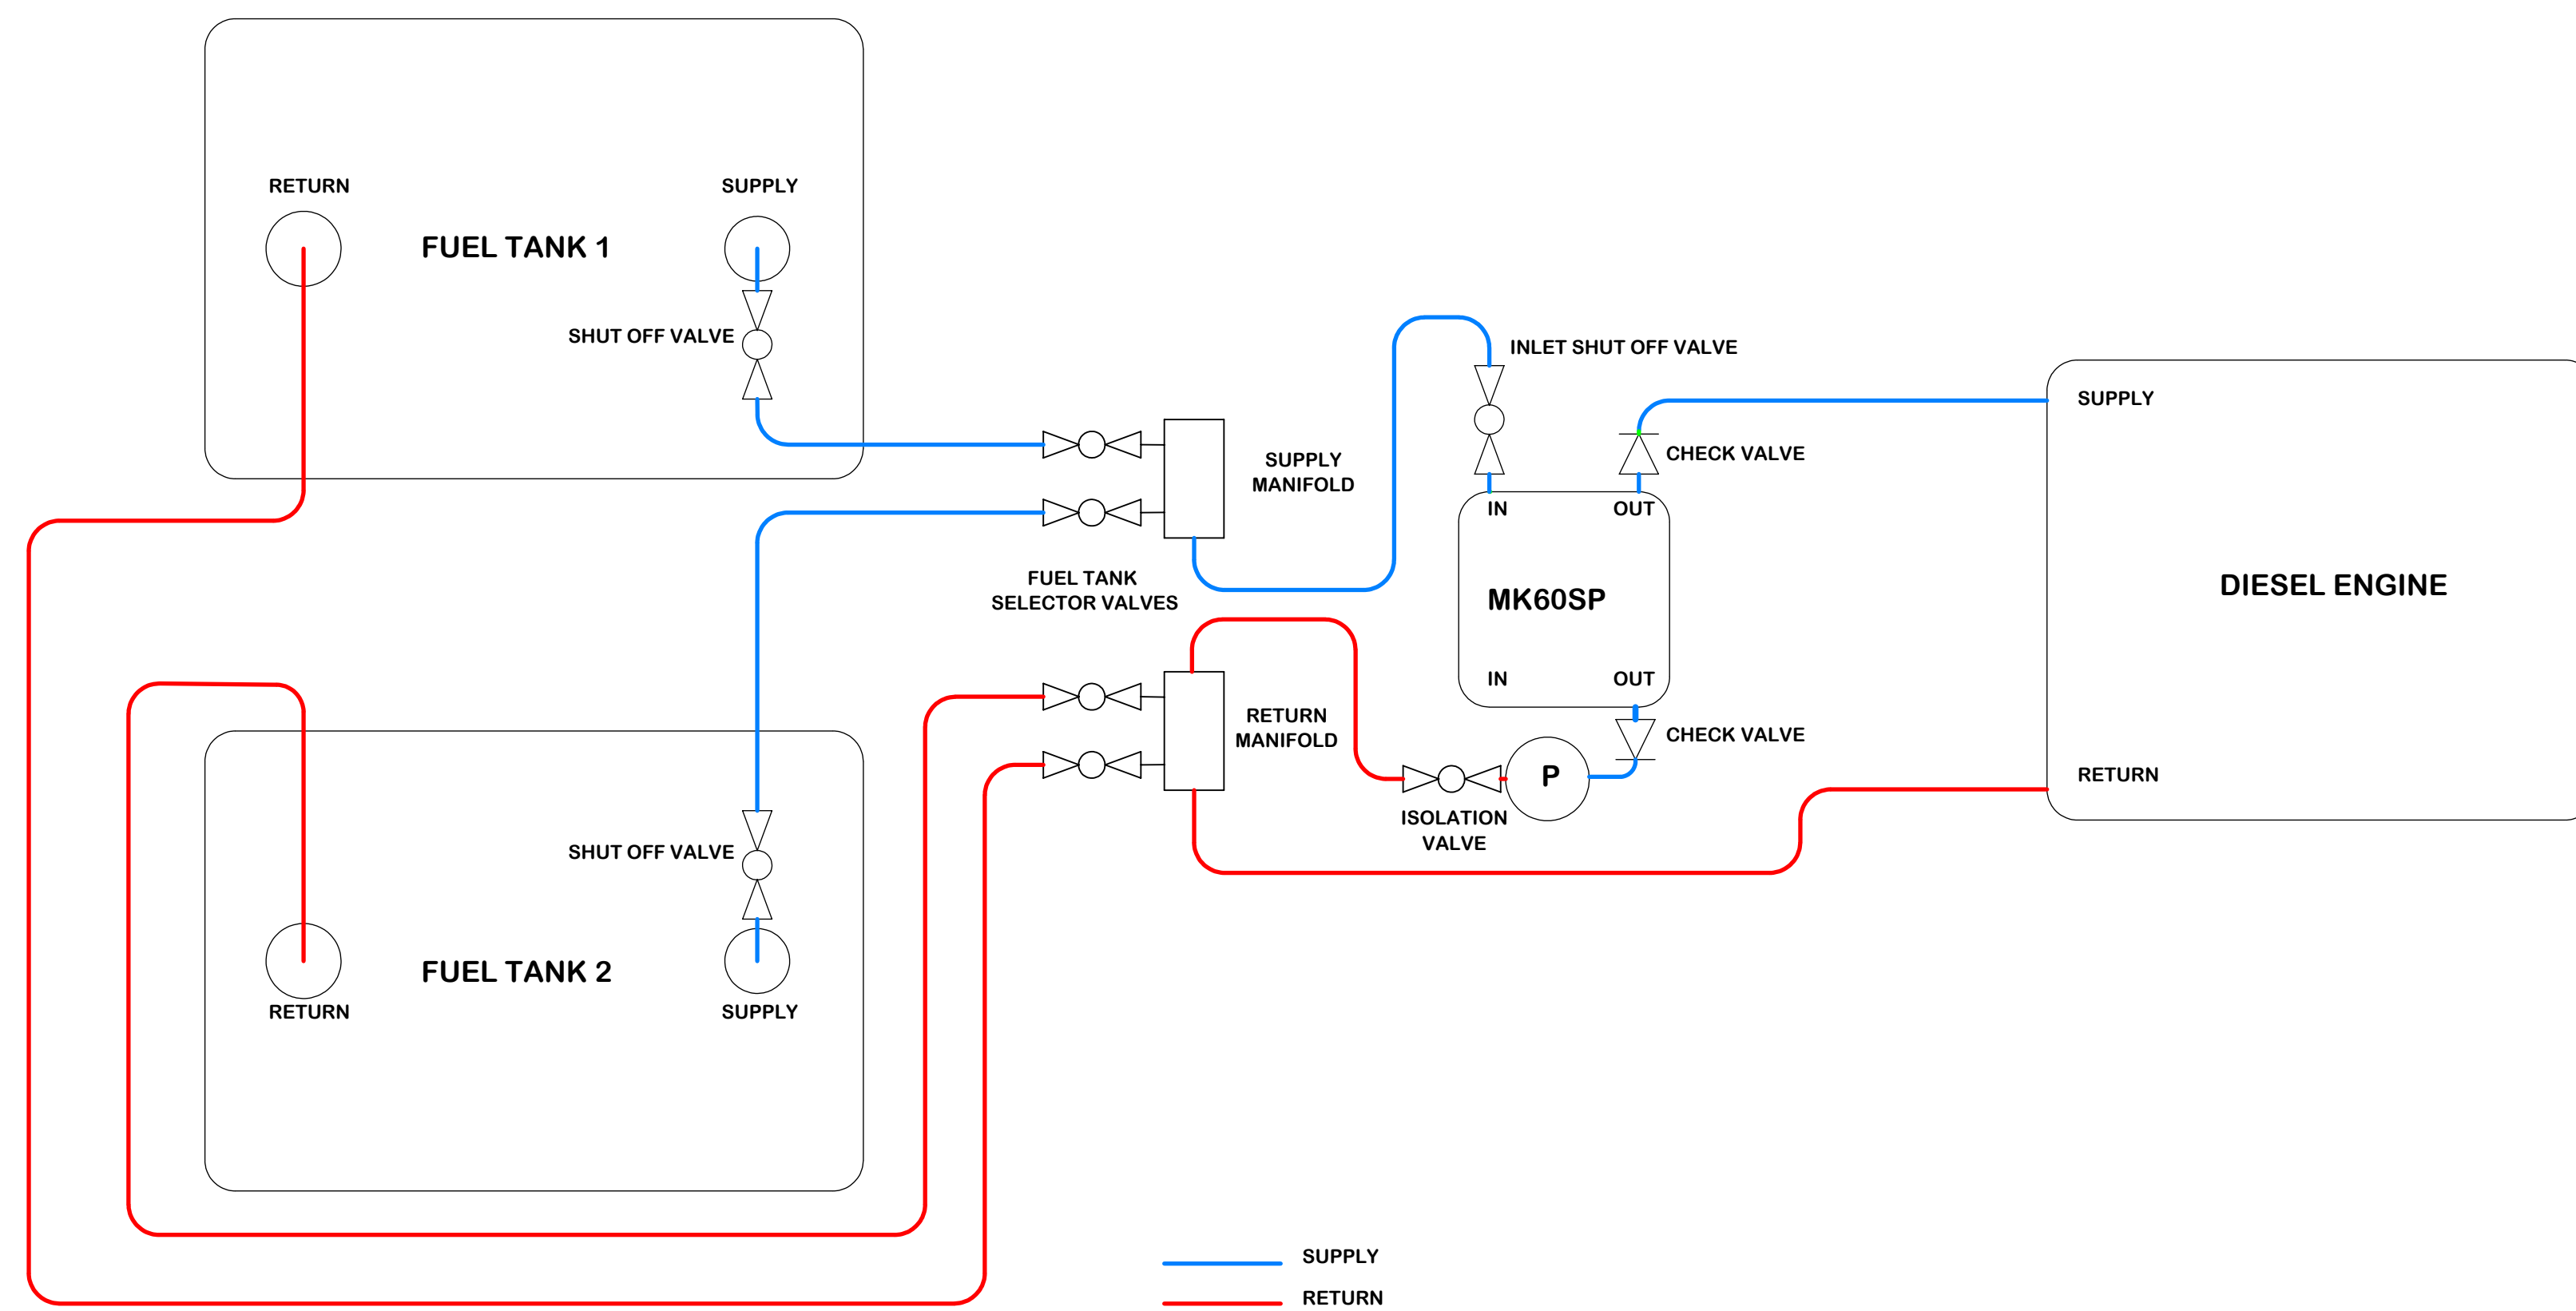 RETURN
SUPPLY
FUEL TANK 1
SHUT OFF VALVE
INLET SHUT OFF VALVE
SUPPLY
CHECK VALVE
SUPPLY
MANIFOLD
IN
OUT
FUEL TANK
SELECTOR VALVES
MK60SP
DIESEL ENGINE
IN
OUT
RETURN
MANIFOLD
CHECK VALVE
P
RETURN
ISOLATION
VALVE
SHUT OFF VALVE
FUEL TANK 2
RETURN
SUPPLY
SUPPLY
RETURN